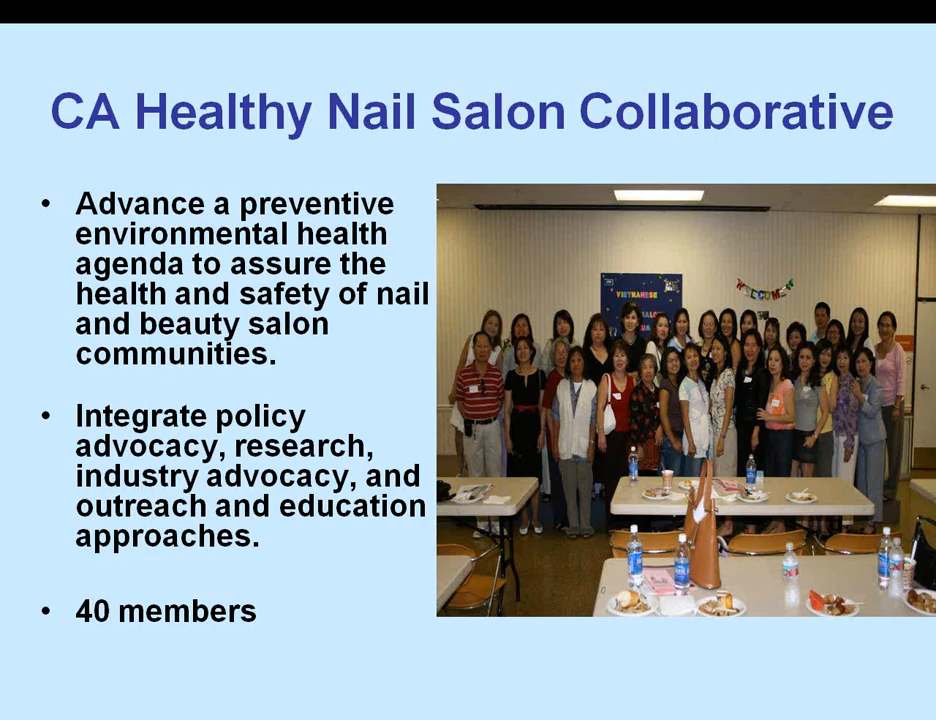 CA Healthy Nail Salon Collaborative
• Advance a preventive
environmental health
agenda to assure the
health and safety of nail
and beauty salon
communities.
• Integrate policy
advocacy, research,
industry advocacy, and
outreach and education
approaches.
• 40 members
VIETNAMESE
WELCOME